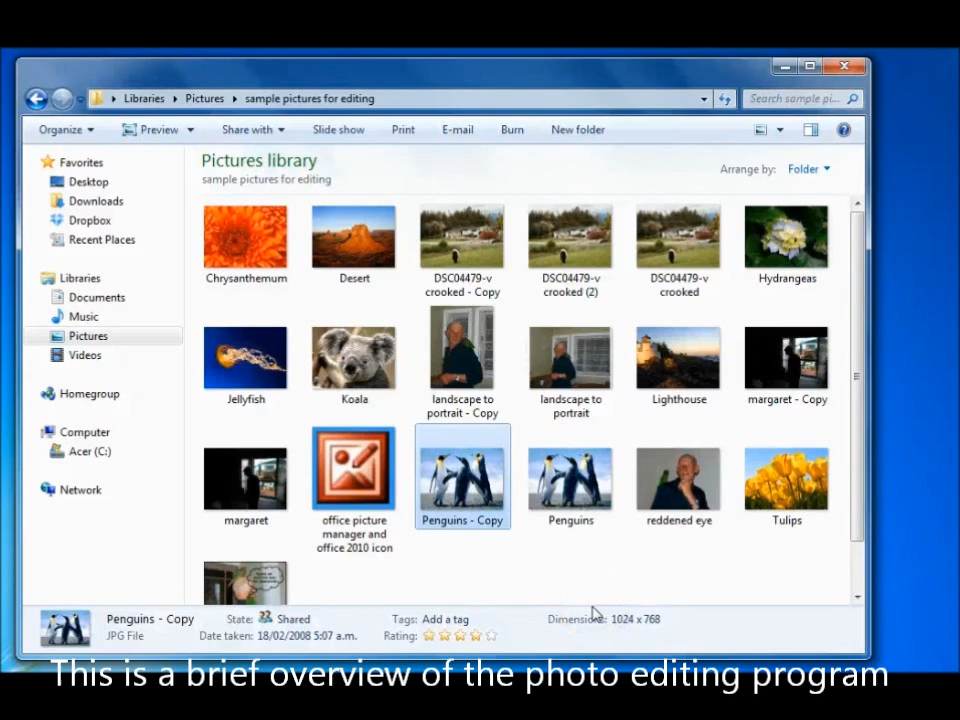 Libraries Pictures sample pictures for editing
Search sample pi...
Organize Preview Share with Slide show Print E-mail Burn New folder
Favorites
Desktop
Downloads
Dropbox
Recent Places
Libraries
Documents
Music
Pictures
Videos
Homegroup
Computer
Acer (C:)
Network
Pictures library
sample pictures for editing
Arrange by: Folder
Chrysanthemum
Desert
DSC04479-v
crooked - Copy
DSC04479-v
crooked (2)
DSC04479-v
crooked
Hydrangeas
Jellyfish
Koala
landscape to
portrait - Copy
landscape to
portrait
Lighthouse
margaret - Copy
margaret
office picture
manager and
office 2010 icon
Penguins - Copy
Penguins
reddened eye
Tulips
Penguins - Copy State: Shared Tags: Add a tag Dimensions: 1024 x 768
JPG File Date taken: 18/02/2008 5:07 a.m. Rating:
This is a brief overview of the photo editing program